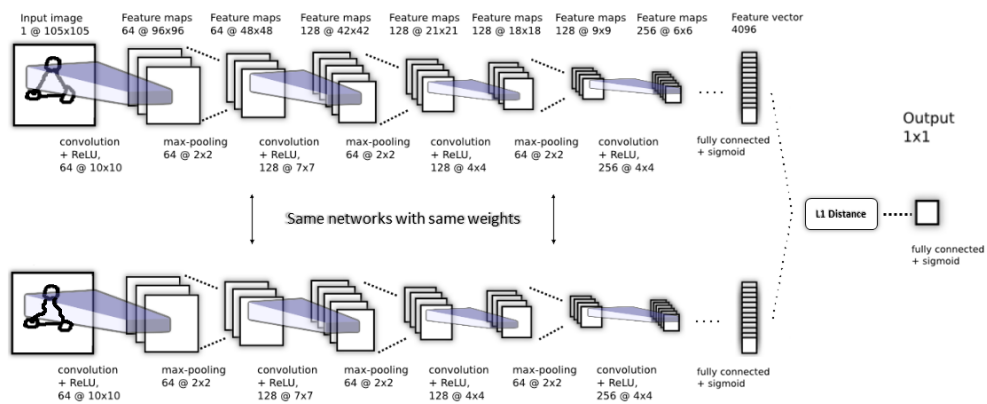 Input image
1 @ 105x105
Feature maps
64 @ 96x96
Feature maps
64 @ 48x48
Feature maps
128 @ 42x42
Feature maps
128 @ 21x21
Feature maps
128 @ 18x18
Feature maps
128 @ 9x9
Feature maps
256 @ 6x6
Feature vector
4096
convolution
+ ReLU,
64 @ 10x10
max-pooling
64 @ 2x2
convolution
+ ReLU,
128 @ 7x7
max-pooling
64 @ 2x2
convolution
+ ReLU,
128 @ 4x4
max-pooling
64 @ 2x2
convolution
+ ReLU,
256 @ 4x4
fully connected
+ sigmoid
Output
1x1
Same networks with same weights
L1 Distance
fully connected
+ sigmoid
convolution
+ ReLU,
64 @ 10x10
max-pooling
64 @ 2x2
convolution
+ ReLU,
128 @ 7x7
max-pooling
64 @ 2x2
convolution
+ ReLU,
128 @ 4x4
max-pooling
64 @ 2x2
convolution
+ ReLU,
256 @ 4x4
fully connected
+ sigmoid